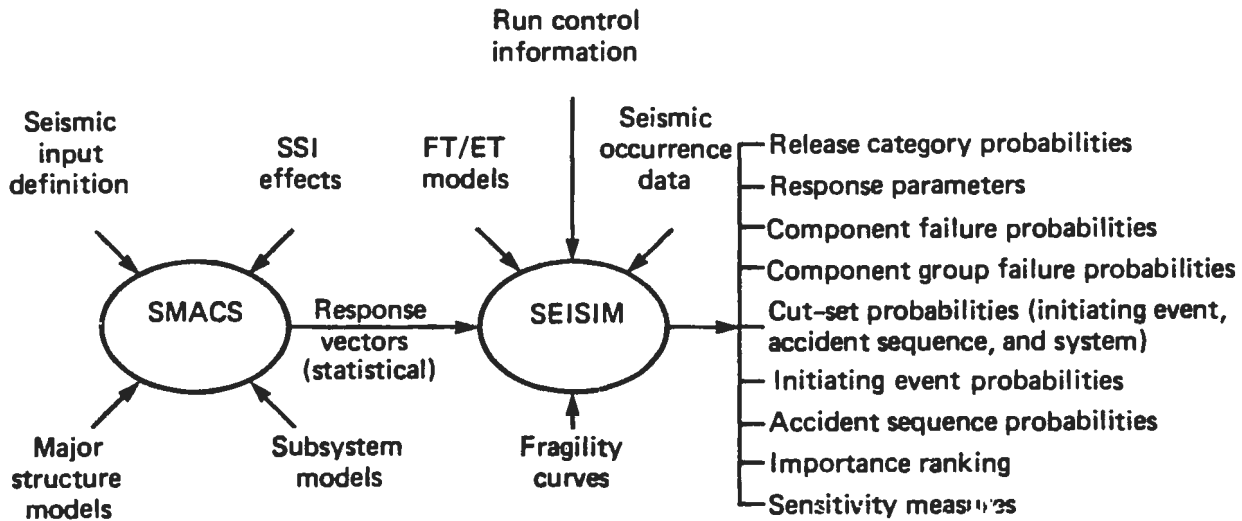 Run control
information
Seismic
input
definition
SSI
effects
FT/ET
models
Seismic
occurrence
data
SMACS
Response
vectors
(statistical)
SEISIM
Major
structure
models
Subsystem
models
Fragility
curves
Release category probabilities
Response parameters
Component failure probabilities
Component group failure probabilities
Cut-set probabilities (initiating event,
accident sequence, and system)
Initiating event probabilities
Accident sequence probabilities
Importance ranking
Sensitivity measures